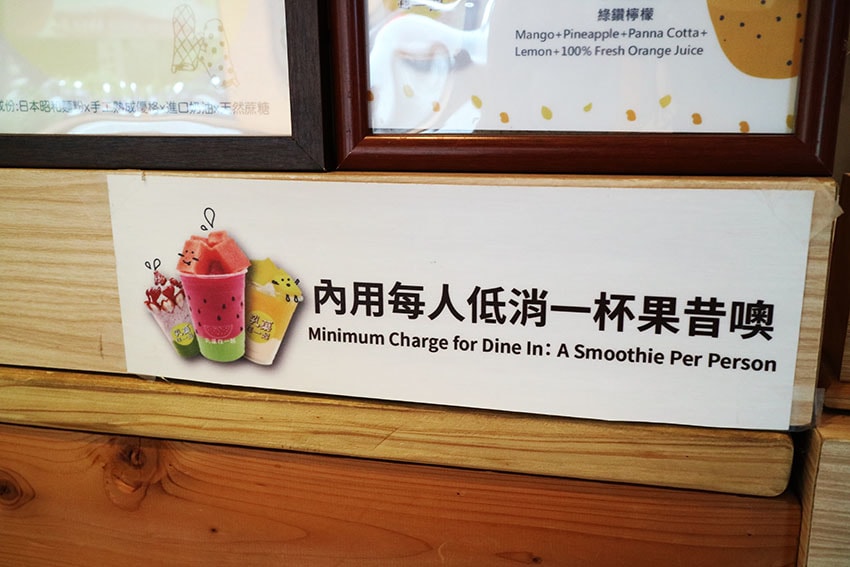 綠鑽檸檬
Mango+Pineapple+Panna Cotta+
Lemon+100% Fresh Orange Juice
內用每人低消一杯果昔噢
Minimum Charge for Dine In: A Smoothie Per Person